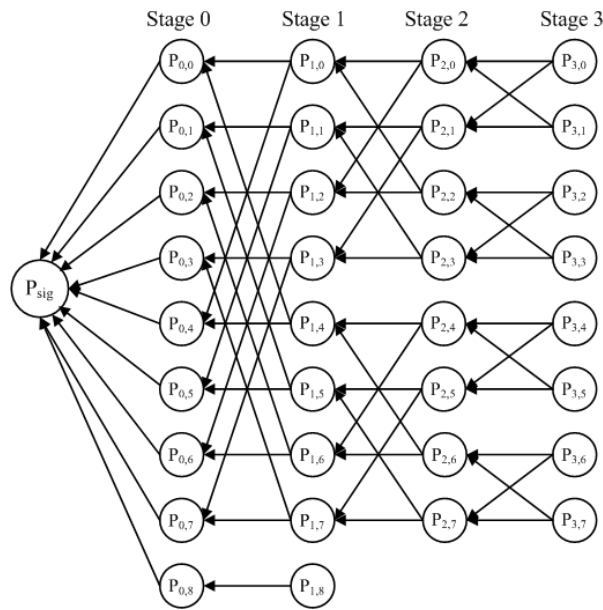 Stage 0 Stage 1 Stage 2 Stage 3
P0,0 P1,0 P2,0 P3,0
P0,1 P1,1 P2,1 P3,1
P0,2 P1,2 P2,2 P3,2
P0,3 P1,3 P2,3 P3,3
Psig
P0,4 P1,4 P2,4 P3,4
P0,5 P1,5 P2,5 P3,5
P0,6 P1,6 P2,6 P3,6
P0,7 P1,7 P2,7 P3,7
P0,8 P1,8